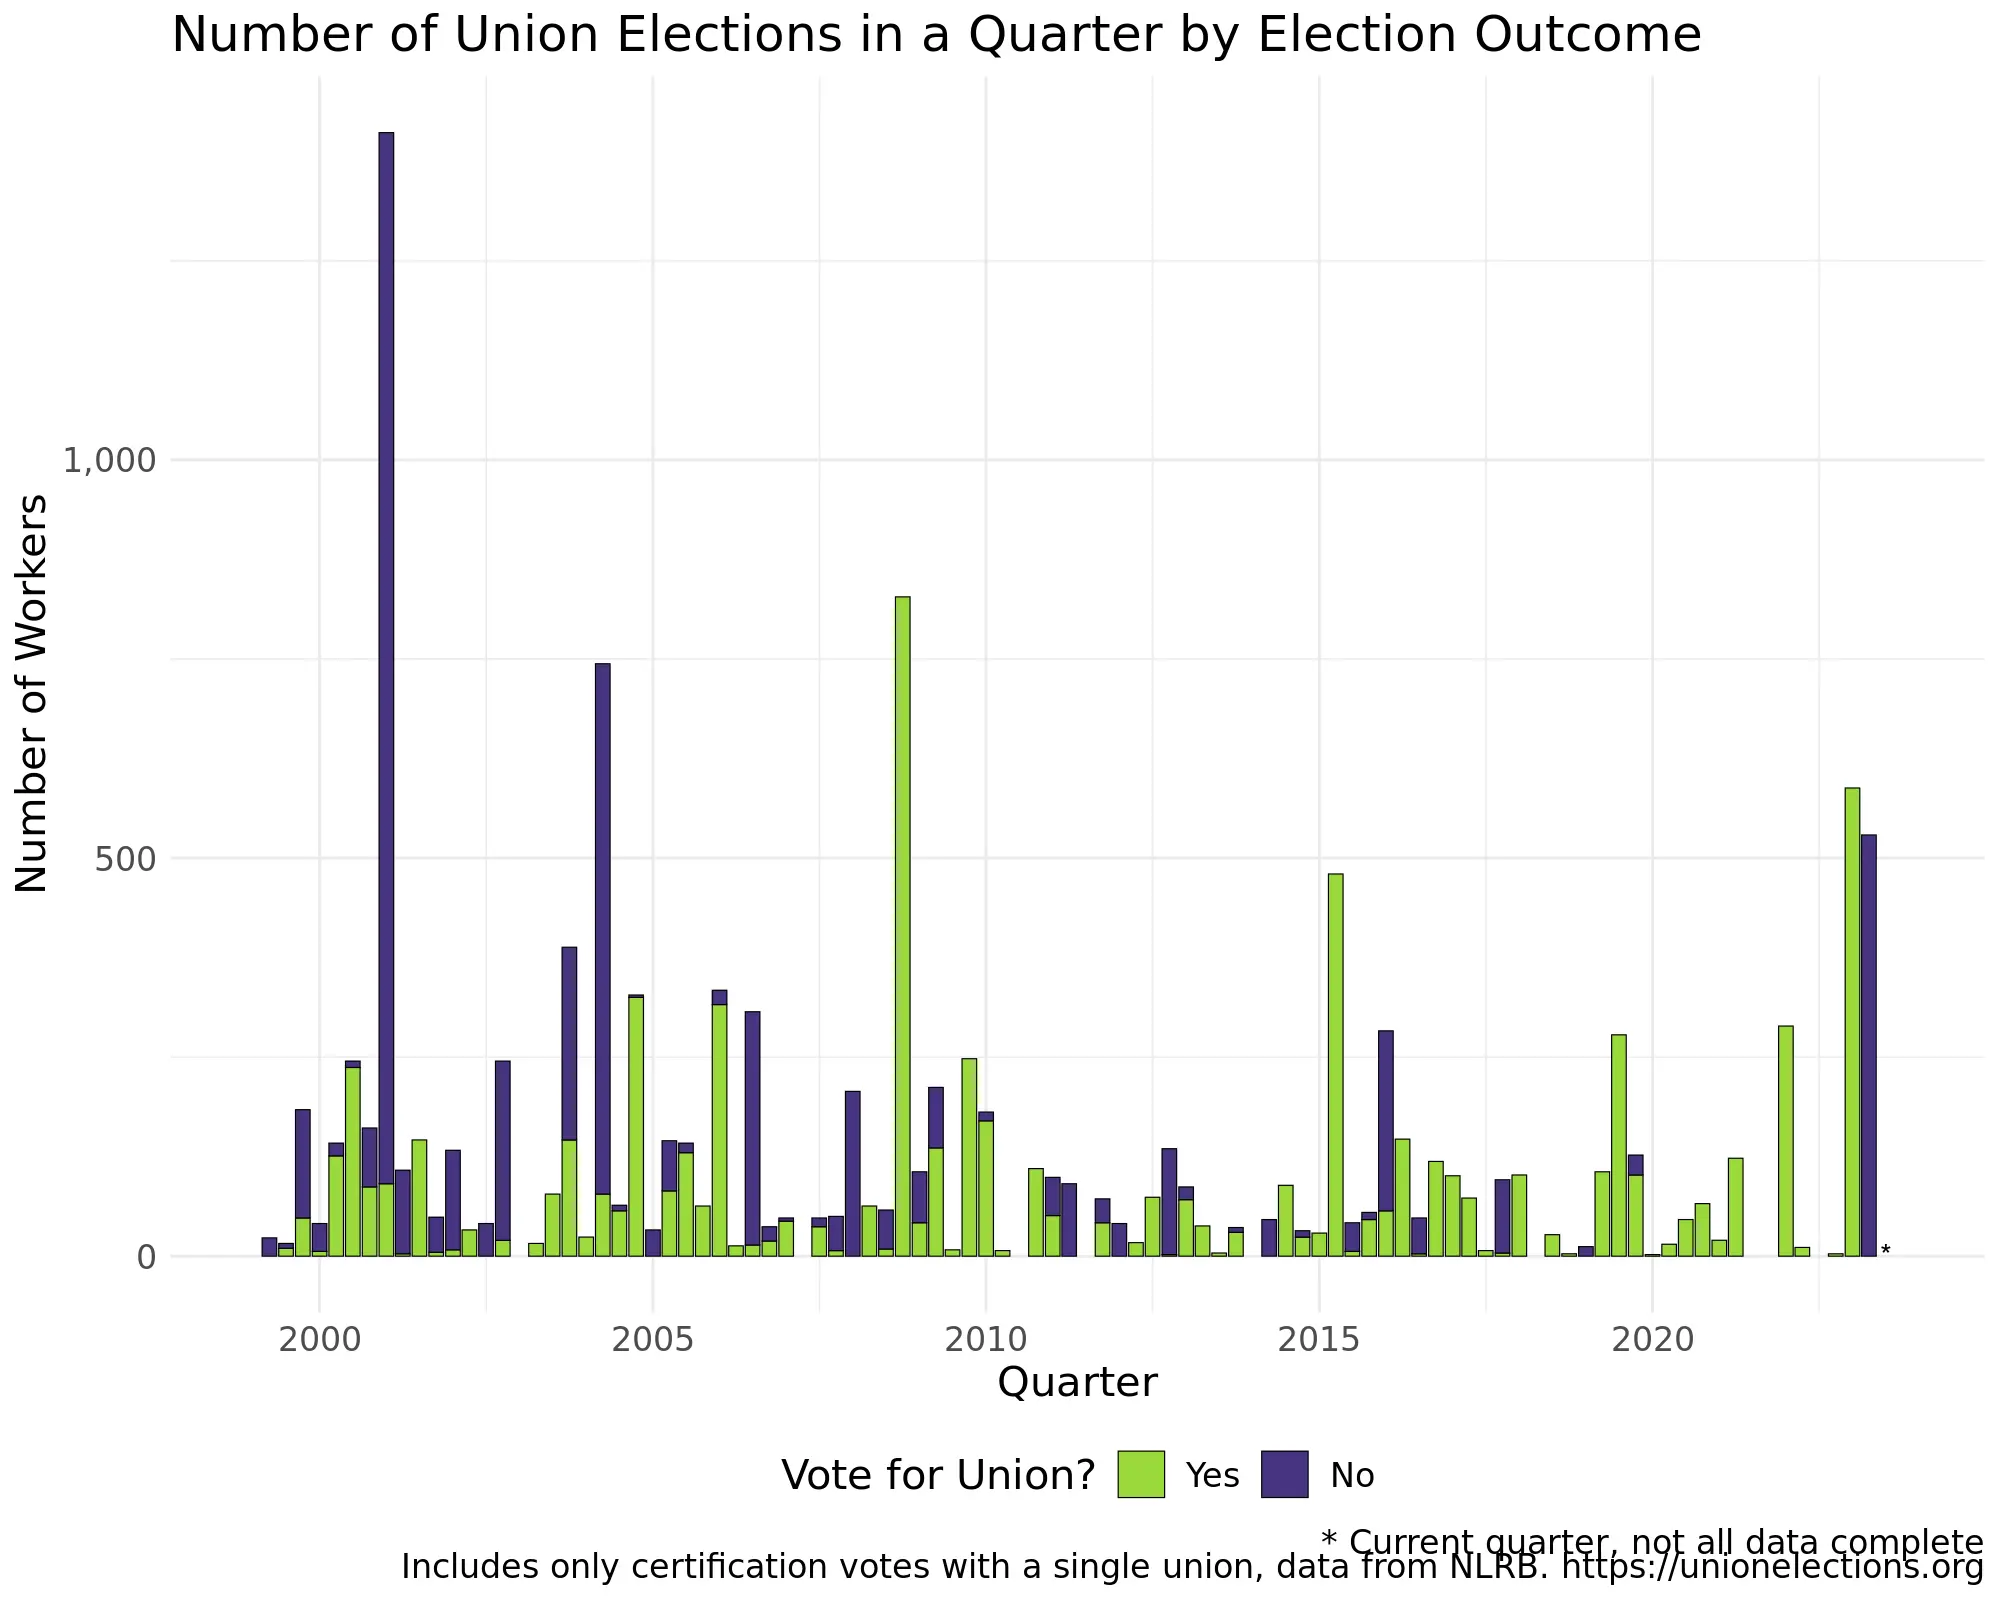 Number of Union Elections in a Quarter by Election Outcome
Number of Workers
1,000
500
0
*
2000 2005 2010 2015 2020
Quarter
Vote for Union? Yes No
* Current quarter, not all data complete
Includes only certification votes with a single union, data from NLRB. https://unionelections.org